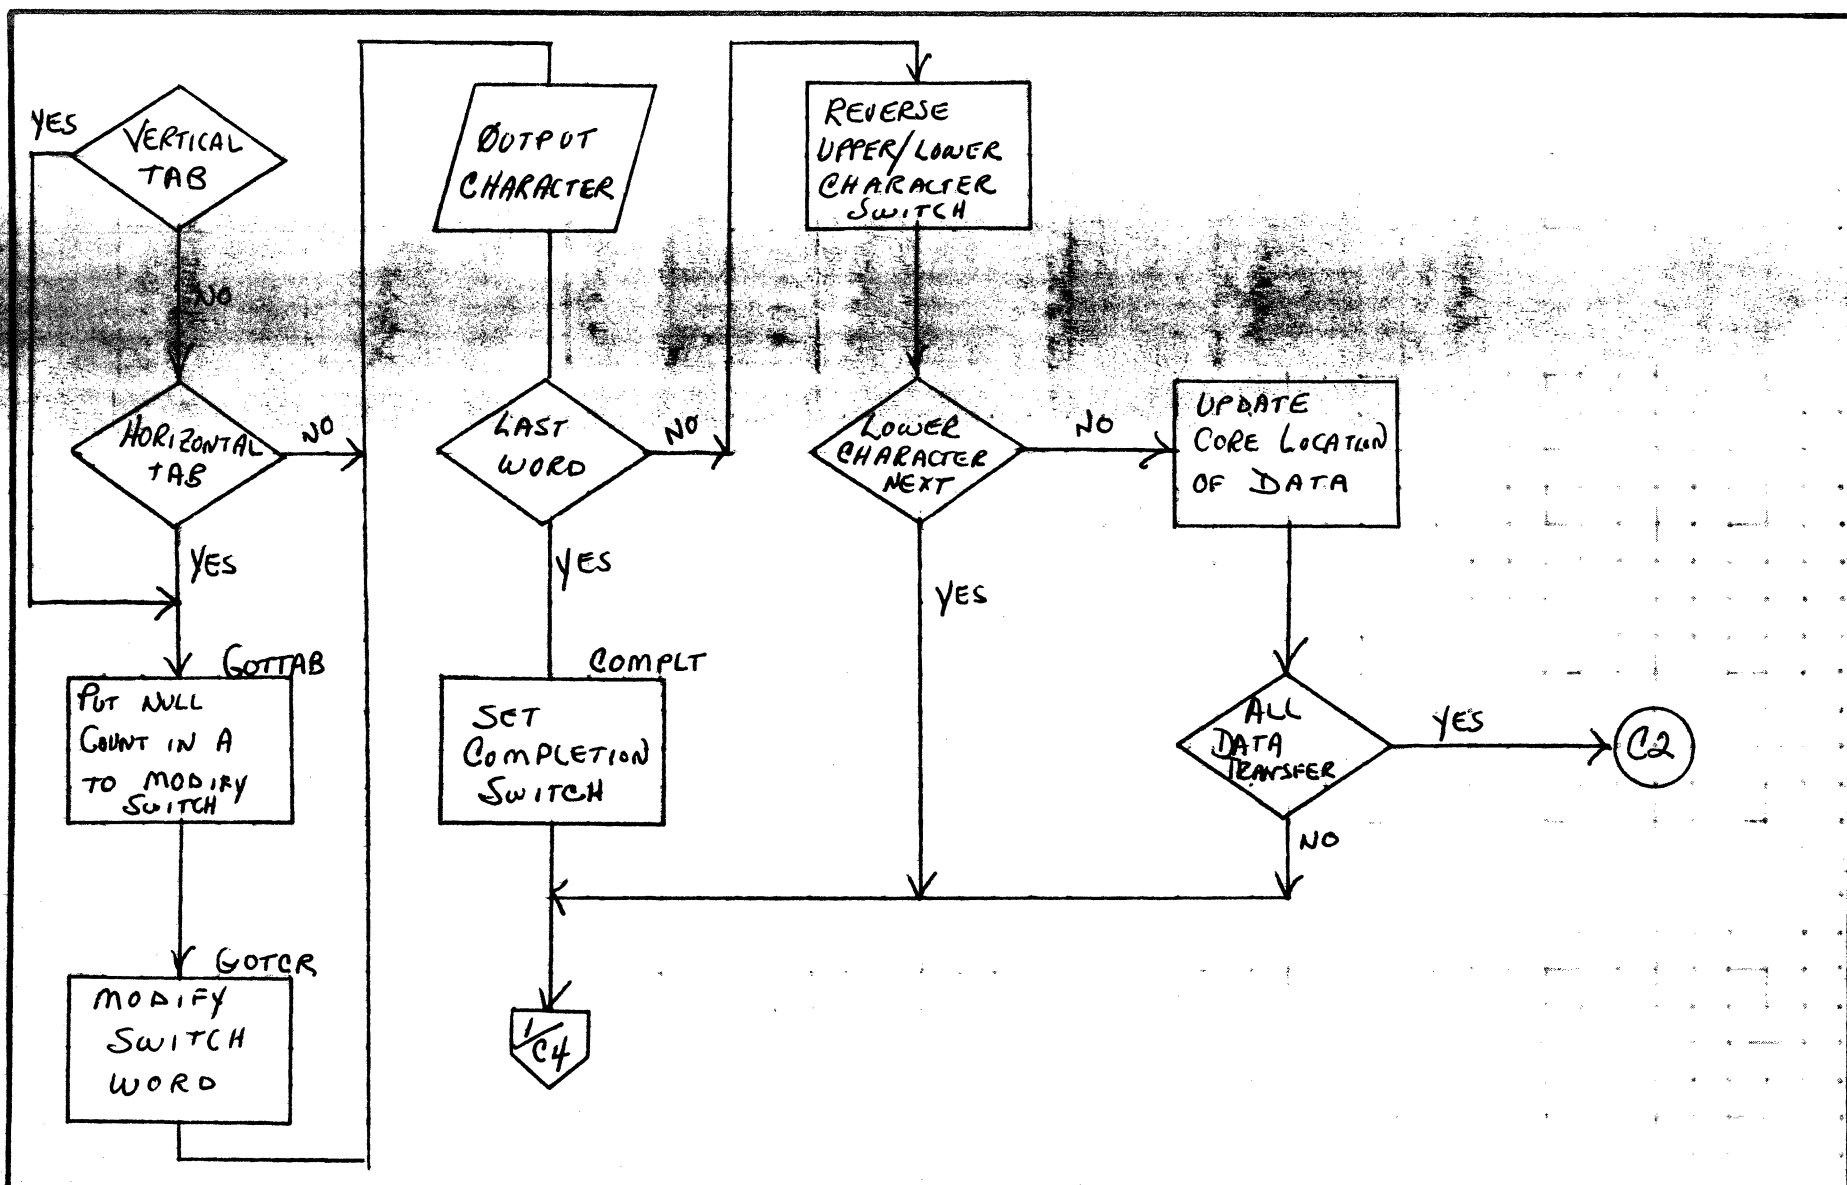 YES
VERTICAL
TAB
NO
HORIZONTAL
TAB
NO
YES
GOTTAB
PUT NULL
COUNT IN A
TO MODIFY
SWITCH
GOTCR
MODIFY
SWITCH
WORD
OUTPUT
CHARACTER
LAST
WORD
NO
YES
COMPLT
SET
COMPLETION
SWITCH
1/C4
REVERSE
UPPER/LOWER
CHARACTER
SWITCH
LOWER
CHARACTER
NEXT
NO
YES
UPDATE
CORE LOCATION
OF DATA
ALL
DATA
TRANSFER
YES
C2
NO